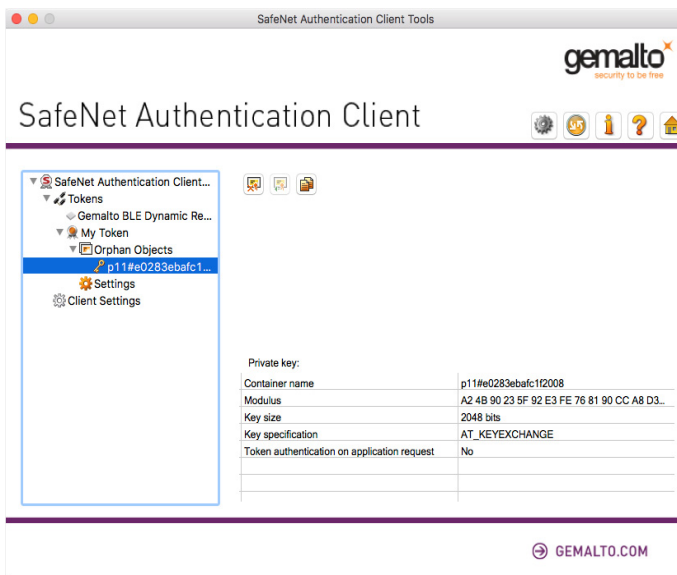 SafeNet Authentication Client Tools
gemalto
security to be free
SafeNet Authentication Client
SafeNet Authentication Client...
Tokens
Gemalto BLE Dynamic Re...
My Token
Orphan Objects
p11#e0283ebafc1...
Settings
Client Settings
Private key:
Container name p11#e0283ebafc1f2008
Modulus A2 4B 90 23 5F 92 E3 FE 76 81 90 CC A8 D3...
Key size 2048 bits
Key specification AT_KEYEXCHANGE
Token authentication on application request No
GEMALTO.COM